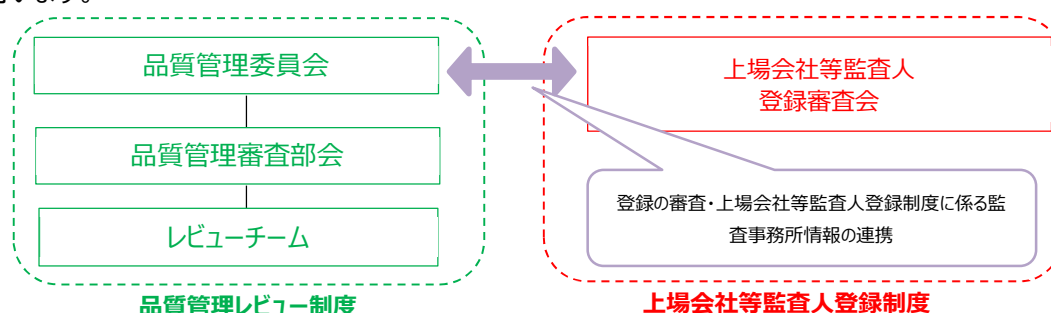 います。
品質管理委員会
品質管理審査部会
レビューチーム
品質管理レビュー制度
上場会社等監査人
登録審査会
登録の審査・上場会社等監査人登録制度に係る監
査事務所情報の連携
上場会社等監査人登録制度